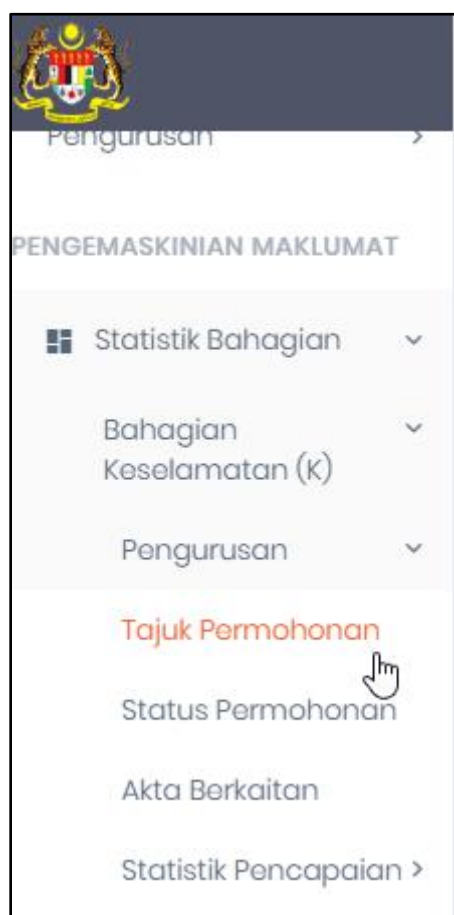 Pengurusan
PENGEMASKINIAN MAKLUMAT
Statistik Bahagian
Bahagian
Keselamatan (K)
Pengurusan
Tajuk Permohonan
Status Permohonan
Akta Berkaitan
Statistik Pencapaian